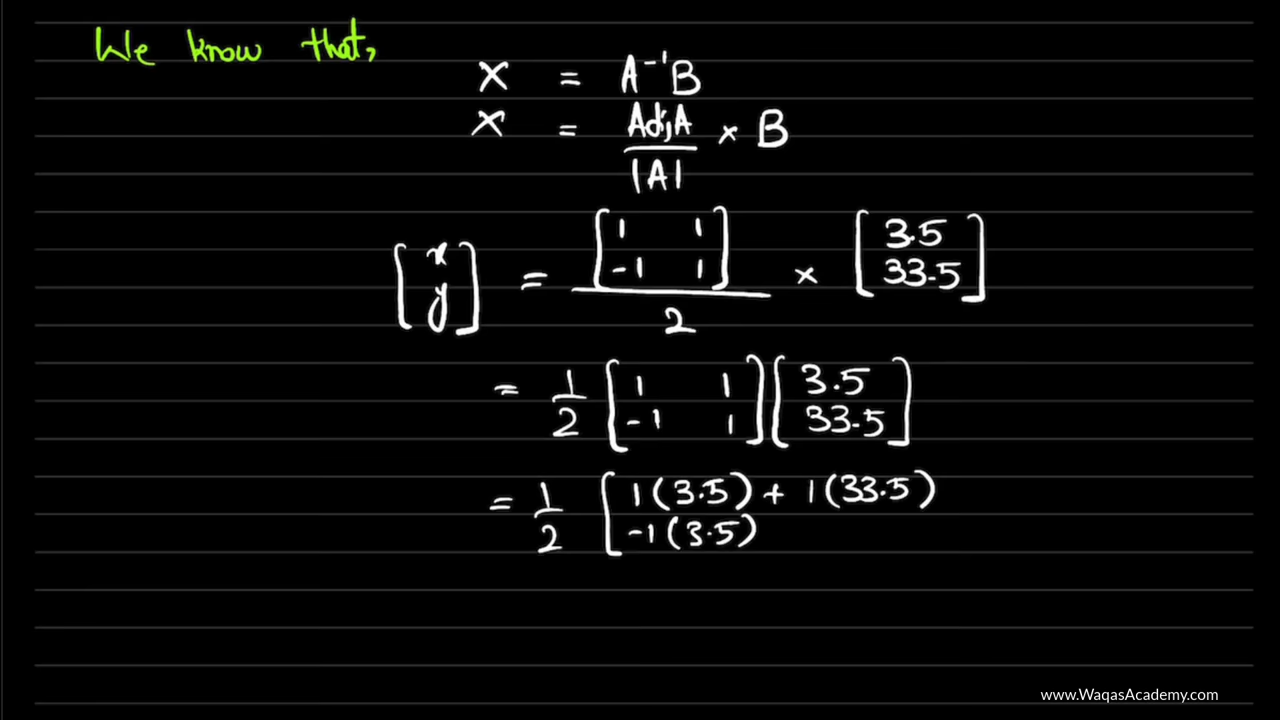 We know that,
X = A⁻¹B
X = AdjA/|A| × B
[x y] = [1 1 -1 1]/2 × [3.5 33.5]
= 1/2 [1 1 -1 1][3.5 33.5]
= 1/2 [1(3.5) + 1(33.5)
-1(3.5)
www.WaqasAcademy.com